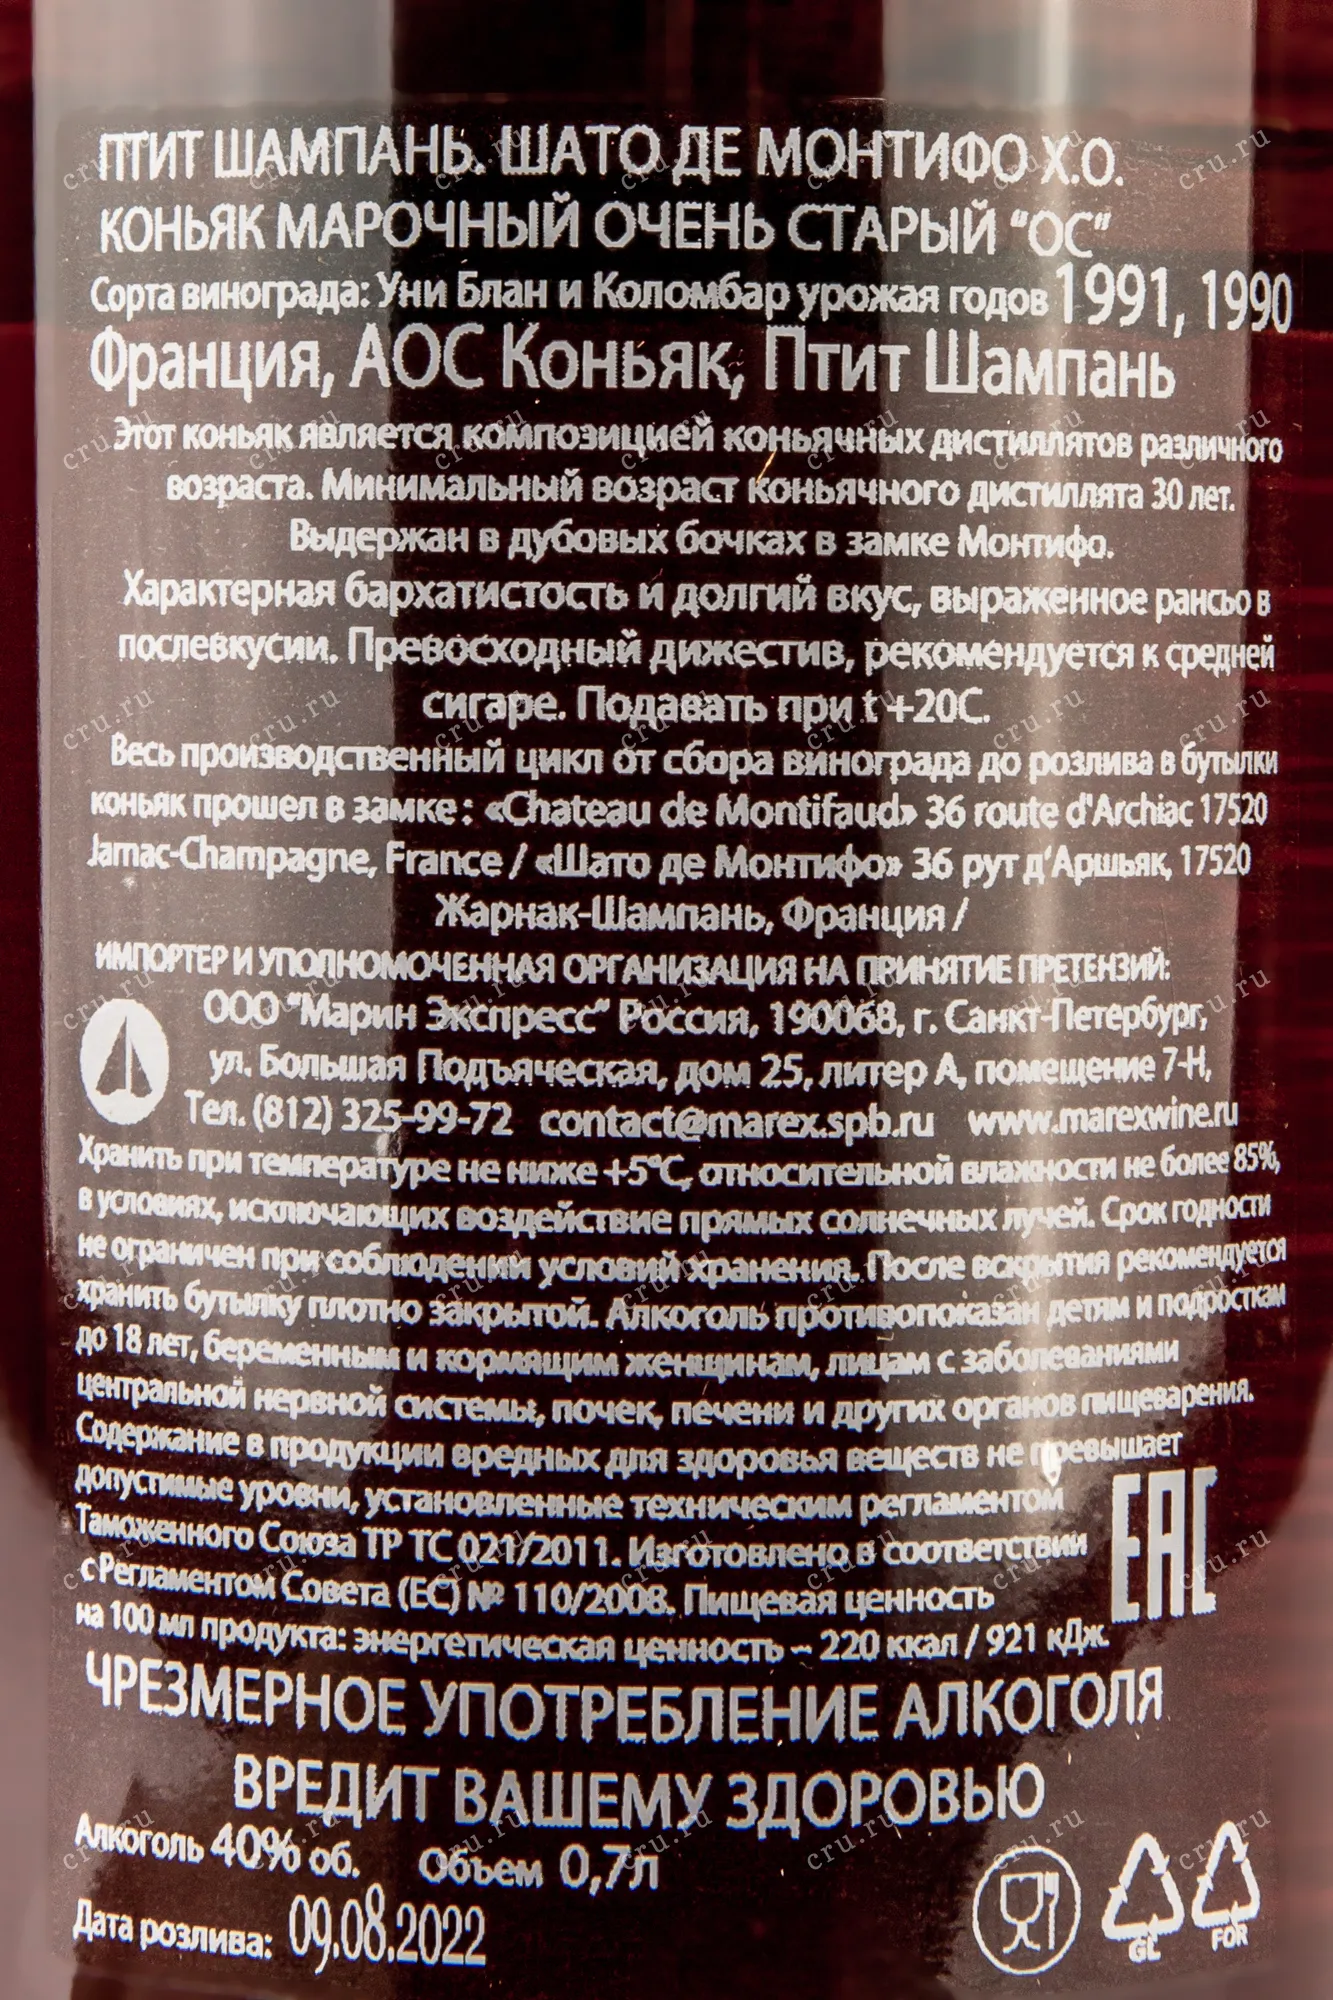 ПТИТ ШАМПАНЬ. ШАТО ДЕ МОНТИФО Х.О.
КОНЬЯК МАРОЧНЫЙ ОЧЕНЬ СТАРЫЙ “ОС”
Сорта винограда: Уни Блан и Коломбар урожая годов 1991, 1990
Франция, АОС Коньяк, Птит Шампань
Этот коньяк является композицией коньячных дистиллятов различного
возраста. Минимальный возраст коньячного дистиллята 30 лет.
Выдержан в дубовых бочках в замке Монтифо.
Характерная бархатистость и долгий вкус, выраженное рансьо в
послевкусии. Превосходный дижестив, рекомендуется к средней
сигаре. Подавать при t +20С.
Весь производственный цикл от сбора винограда до розлива в бутылки
коньяк прошел в замке : «Chateau de Montifaud» 36 route d'Archiac 17520
Jarnac-Champagne, France / «Шато де Монтифо» 36 рут д‘Аршьяк, 17520
Жарнак-Шампань, Франция /
ИМПОРТЕР И УПОЛНОМОЧЕННАЯ ОРГАНИЗАЦИЯ НА ПРИНЯТИЕ ПРЕТЕНЗИЙ:
ООО “Марин Экспресс” Россия, 190068, г. Санкт-Петербург,
ул. Большая Подъяческая, дом 25, литер А, помещение 7-Н,
Тел. (812) 325-99-72 contact@marex.spb.ru www.marexwine.ru
Хранить при температуре не ниже +5°С, относительной влажности не более 85%,
в условиях, исключающих воздействие прямых солнечных лучей. Срок годности
не ограничен при соблюдении условий хранения. После вскрытия рекомендуется
хранить бутылку плотно закрытой. Алкоголь противопоказан детям и подросткам
до 18 лет, беременным и кормящим женщинам, лицам с заболеваниями
центральной нервной системы, почек, печени и других органов пищеварения.
Содержание в продукции вредных для здоровья веществ не превышает
допустимые уровни, установленные техническим регламентом
Таможенного Союза ТР ТС 021/2011. Изготовлено в соответствии
с Регламентом Совета (ЕС) № 110/2008. Пищевая ценность
на 100 мл продукта: энергетическая ценность – 220 ккал / 921 кДж.
EAC
ЧРЕЗМЕРНОЕ УПОТРЕБЛЕНИЕ АЛКОГОЛЯ
ВРЕДИТ ВАШЕМУ ЗДОРОВЬЮ
Алкоголь 40% об. Объем 0,7л
Дата розлива: 09.08.2022
GL FOR
cru.ru